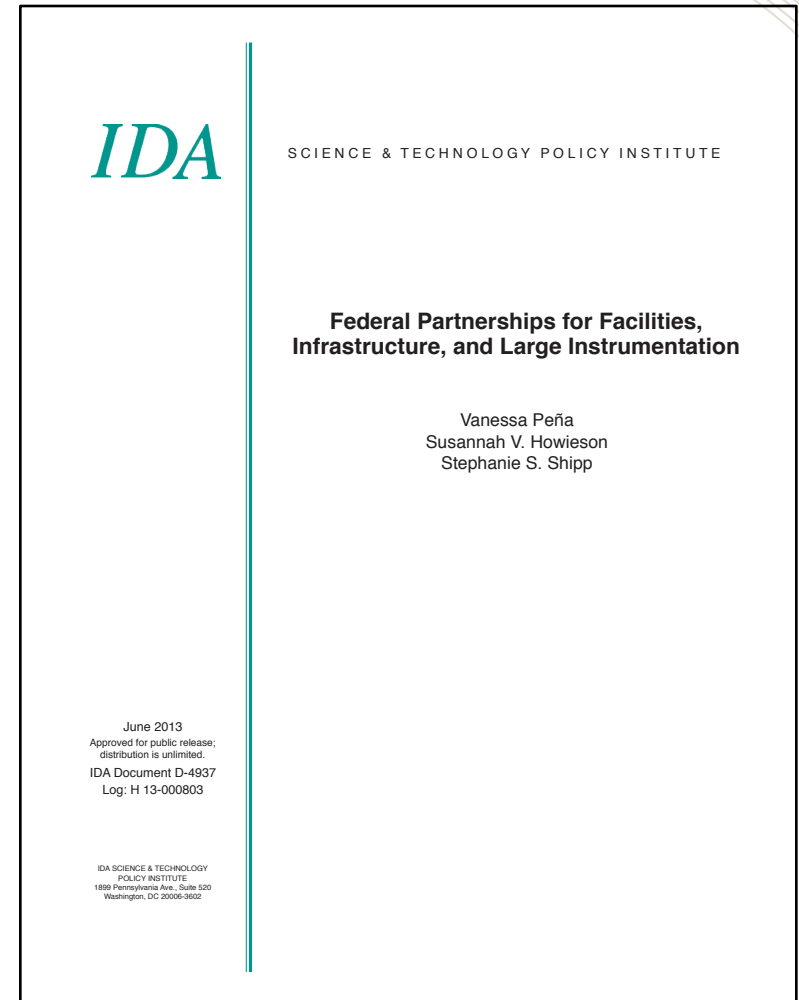 IDA
SCIENCE & TECHNOLOGY POLICY INSTITUTE
Federal Partnerships for Facilities,
Infrastructure, and Large Instrumentation
Vanessa Peña
Susannah V. Howieson
Stephanie S. Shipp
June 2013
Approved for public release;
distribution is unlimited.
IDA Document D-4937
Log: H 13-000803
IDA SCIENCE & TECHNOLOGY
POLICY INSTITUTE
1899 Pennsylvania Ave., Suite 520
Washington, DC 20006-3602